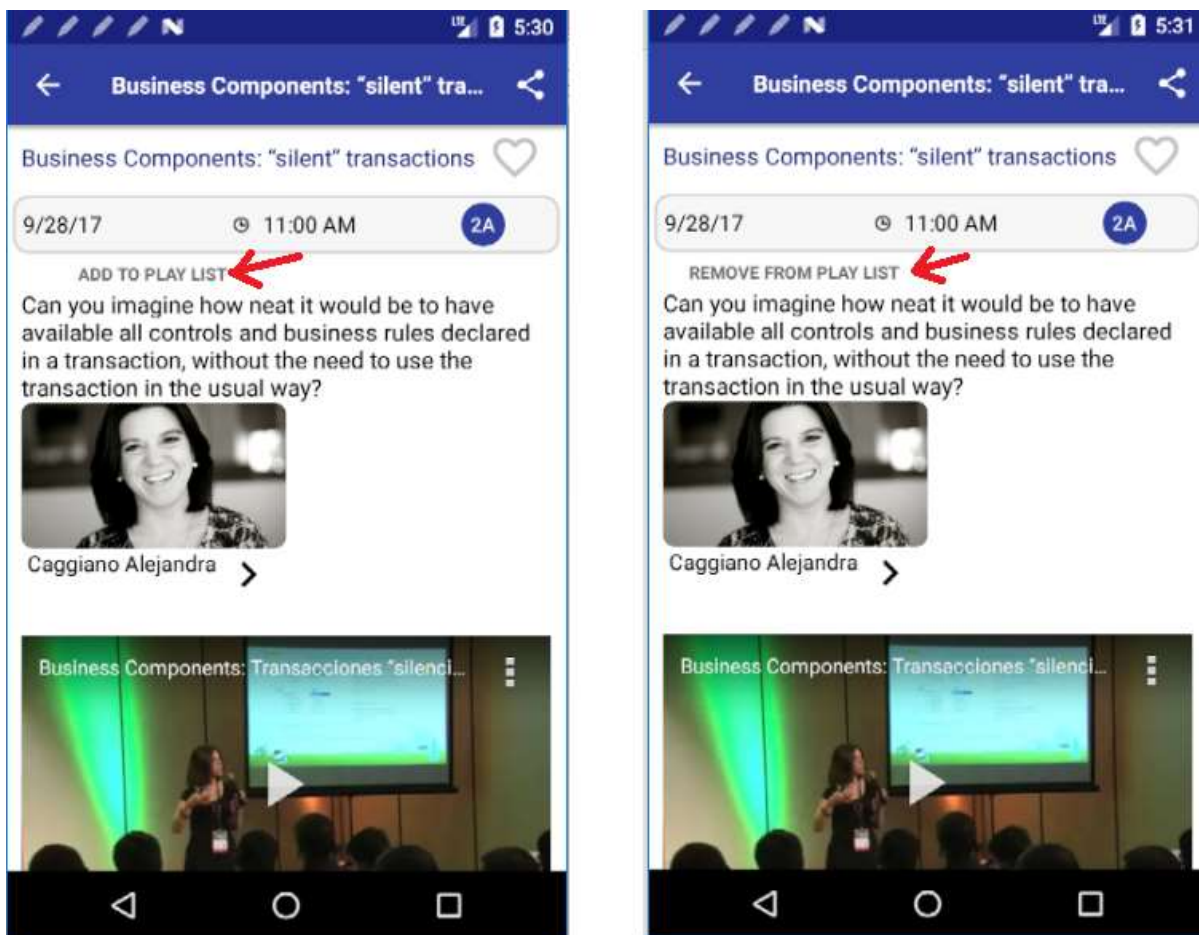 5:30
Business Components: “silent” tra...
Business Components: “silent” transactions
9/28/17 11:00 AM 2A
ADD TO PLAY LIST
Can you imagine how neat it would be to have
available all controls and business rules declared
in a transaction, without the need to use the
transaction in the usual way?
Caggiano Alejandra
Business Components: Transacciones “silenci...
5:31
Business Components: “silent” tra...
Business Components: “silent” transactions
9/28/17 11:00 AM 2A
REMOVE FROM PLAY LIST
Can you imagine how neat it would be to have
available all controls and business rules declared
in a transaction, without the need to use the
transaction in the usual way?
Caggiano Alejandra
Business Components: Transacciones “silenci...